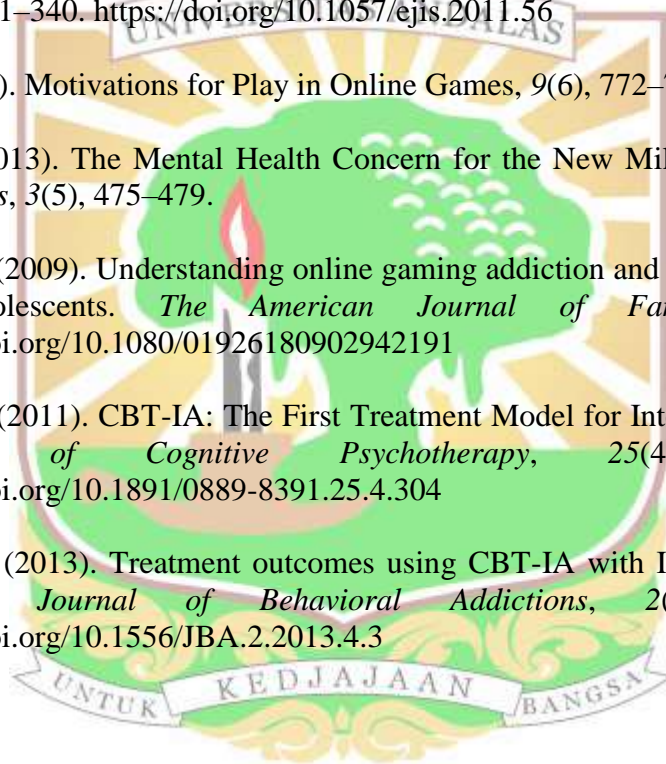 1–340. https://doi.org/10.1057/ejis.2011.56
UNIVERSITAS ANDALAS
). Motivations for Play in Online Games, 9(6), 772–
013). The Mental Health Concern for the New Mil
s, 3(5), 475–479.
(2009). Understanding online gaming addiction and
olescents. The American Journal of Fa
oi.org/10.1080/01926180902942191
(2011). CBT-IA: The First Treatment Model for Int
of Cognitive Psychotherapy, 25(4
oi.org/10.1891/0889-8391.25.4.304
(2013). Treatment outcomes using CBT-IA with I
Journal of Behavioral Addictions, 2(
oi.org/10.1556/JBA.2.2013.4.3
UNTUK KEDJAJAAN BANGSA